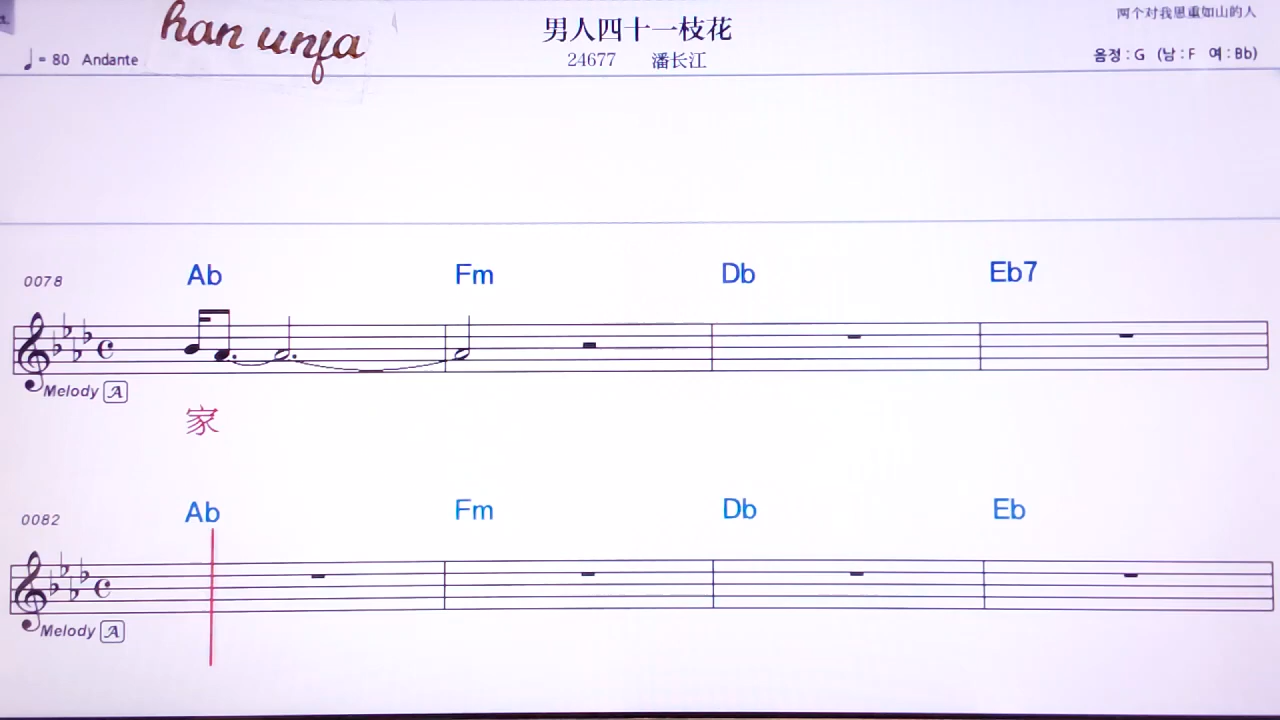 han unja
男人四十一枝花
两个对我恩重如山的人
♩= 80 Andante
24677 潘长江
음정 : G (남 : F 여 : Bb)
0078 Ab Fm Db Eb7
Melody A
家
0082 Ab Fm Db Eb
Melody A